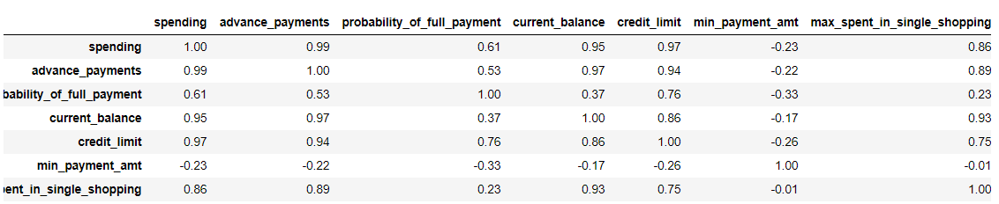 spending advance_payments probability_of_full_payment current_balance credit_limit min_payment_amt max_spent_in_single_shopping
spending 1.00 0.99 0.61 0.95 0.97 -0.23 0.86
advance_payments 0.99 1.00 0.53 0.97 0.94 -0.22 0.89
bability_of_full_payment 0.61 0.53 1.00 0.37 0.76 -0.33 0.23
current_balance 0.95 0.97 0.37 1.00 0.86 -0.17 0.93
credit_limit 0.97 0.94 0.76 0.86 1.00 -0.26 0.75
min_payment_amt -0.23 -0.22 -0.33 -0.17 -0.26 1.00 -0.01
ent_in_single_shopping 0.86 0.89 0.23 0.93 0.75 -0.01 1.00